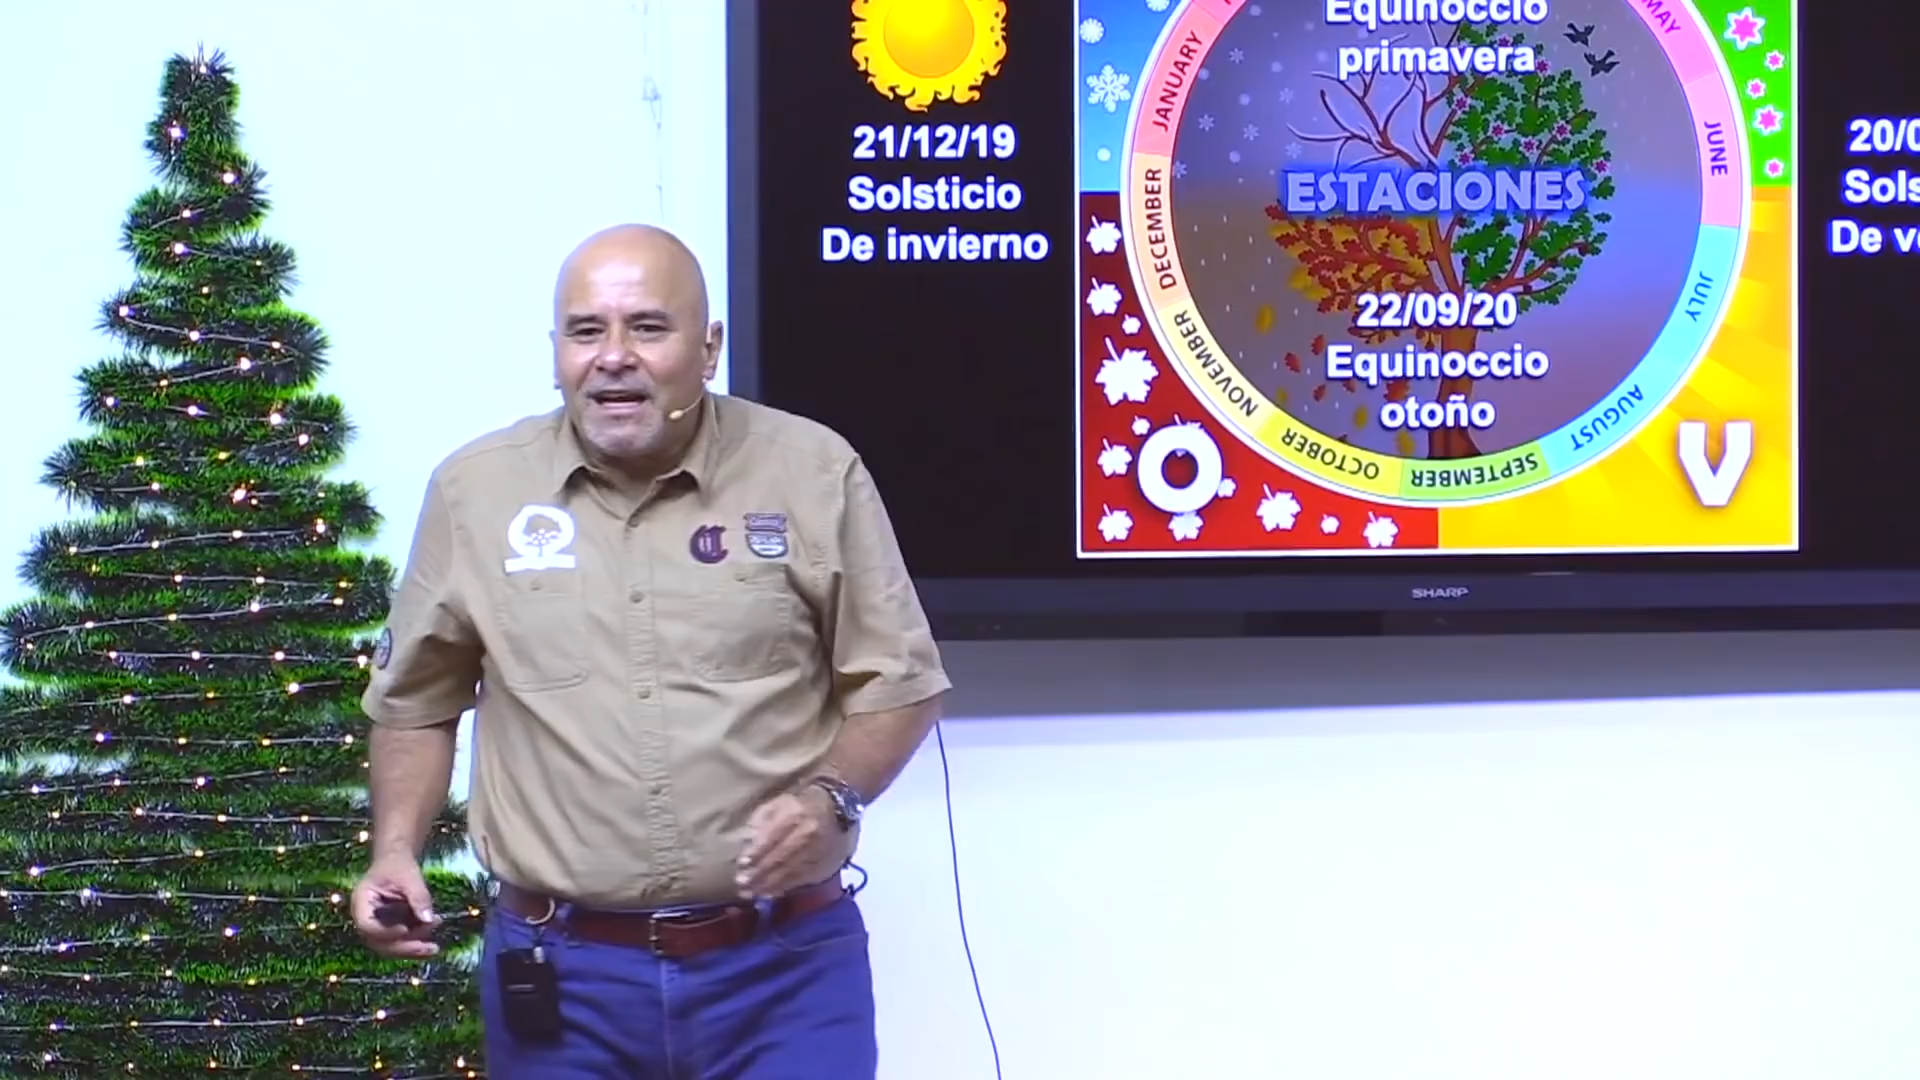 21/12/19
Solsticio
De invierno
Equinoccio
primavera
ESTACIONES
22/09/20
Equinoccio
otoño
JANUARY
DECEMBER
NOVEMBER
OCTOBER
SEPTEMBER
AUGUST
JULY
JUNE
MAY
O
V
SHARP